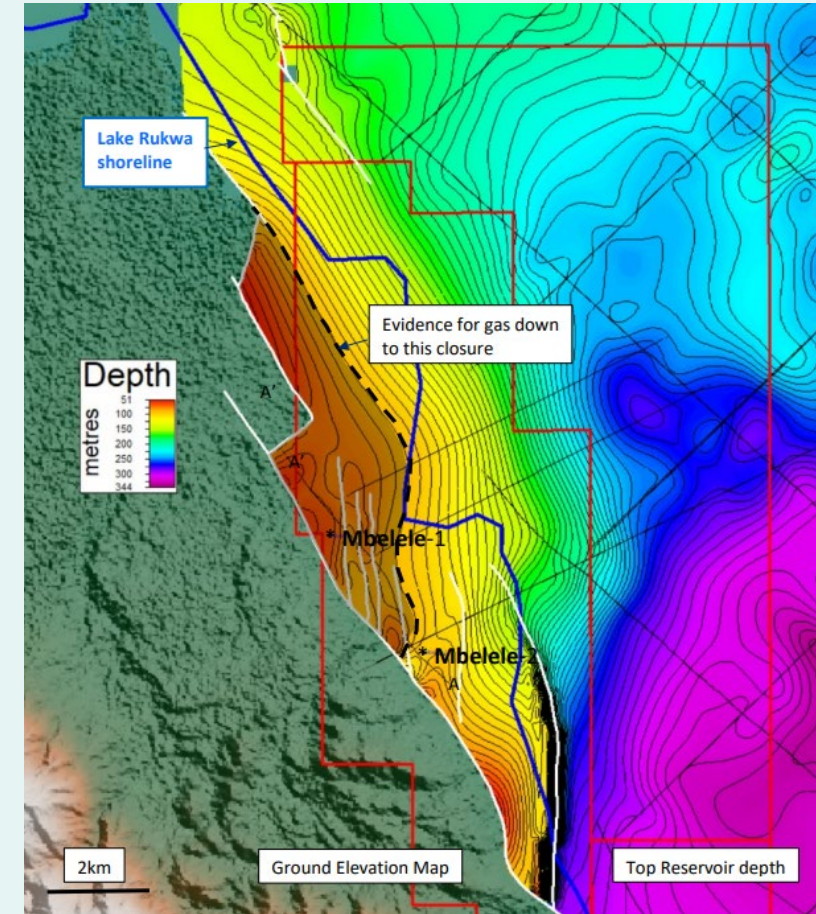 Lake Rukwa
shoreline
Evidence for gas down
to this closure
Depth
metres
51
100
150
200
250
300
344
A'
A'
* Mbelele-1
* Mbelele-2
A
2km
Ground Elevation Map
Top Reservoir depth